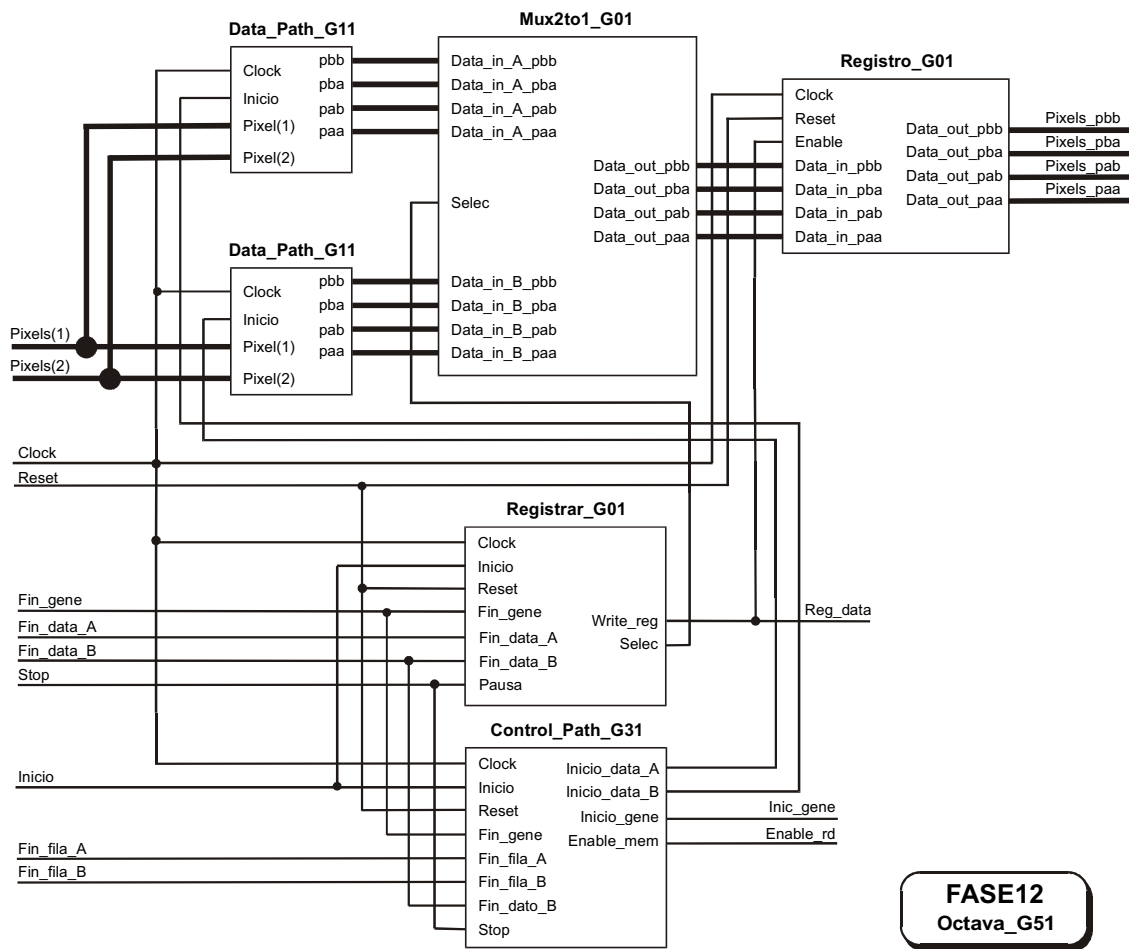 Data_Path_G11
Clock
Inicio
Pixel(1)
Pixel(2)
pbb
pba
pab
paa
Mux2to1_G01
Data_in_A_pbb
Data_in_A_pba
Data_in_A_pab
Data_in_A_paa
Selec
Data_in_B_pbb
Data_in_B_pba
Data_in_B_pab
Data_in_B_paa
Data_out_pbb
Data_out_pba
Data_out_pab
Data_out_paa
Registro_G01
Clock
Reset
Enable
Data_in_pbb
Data_in_pba
Data_in_pab
Data_in_paa
Data_out_pbb
Data_out_pba
Data_out_pab
Data_out_paa
Pixels_pbb
Pixels_pba
Pixels_pab
Pixels_paa
Data_Path_G11
Clock
Inicio
Pixel(1)
Pixel(2)
pbb
pba
pab
paa
Pixels(1)
Pixels(2)
Clock
Reset
Registrar_G01
Clock
Inicio
Reset
Fin_gene
Fin_data_A
Fin_data_B
Pausa
Write_reg
Selec
Reg_data
Fin_gene
Fin_data_A
Fin_data_B
Stop
Control_Path_G31
Clock
Inicio
Reset
Fin_gene
Fin_fila_A
Fin_fila_B
Fin_dato_B
Stop
Inicio_data_A
Inicio_data_B
Inicio_gene
Enable_mem
Inic_gene
Enable_rd
Inicio
Fin_fila_A
Fin_fila_B
FASE12
Octava_G51